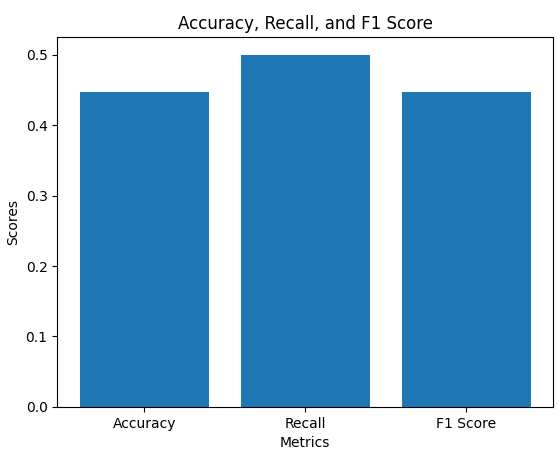 Accuracy, Recall, and F1 Score
0.5
0.4
0.3
0.2
0.1
0.0
Scores
Accuracy Recall F1 Score
Metrics